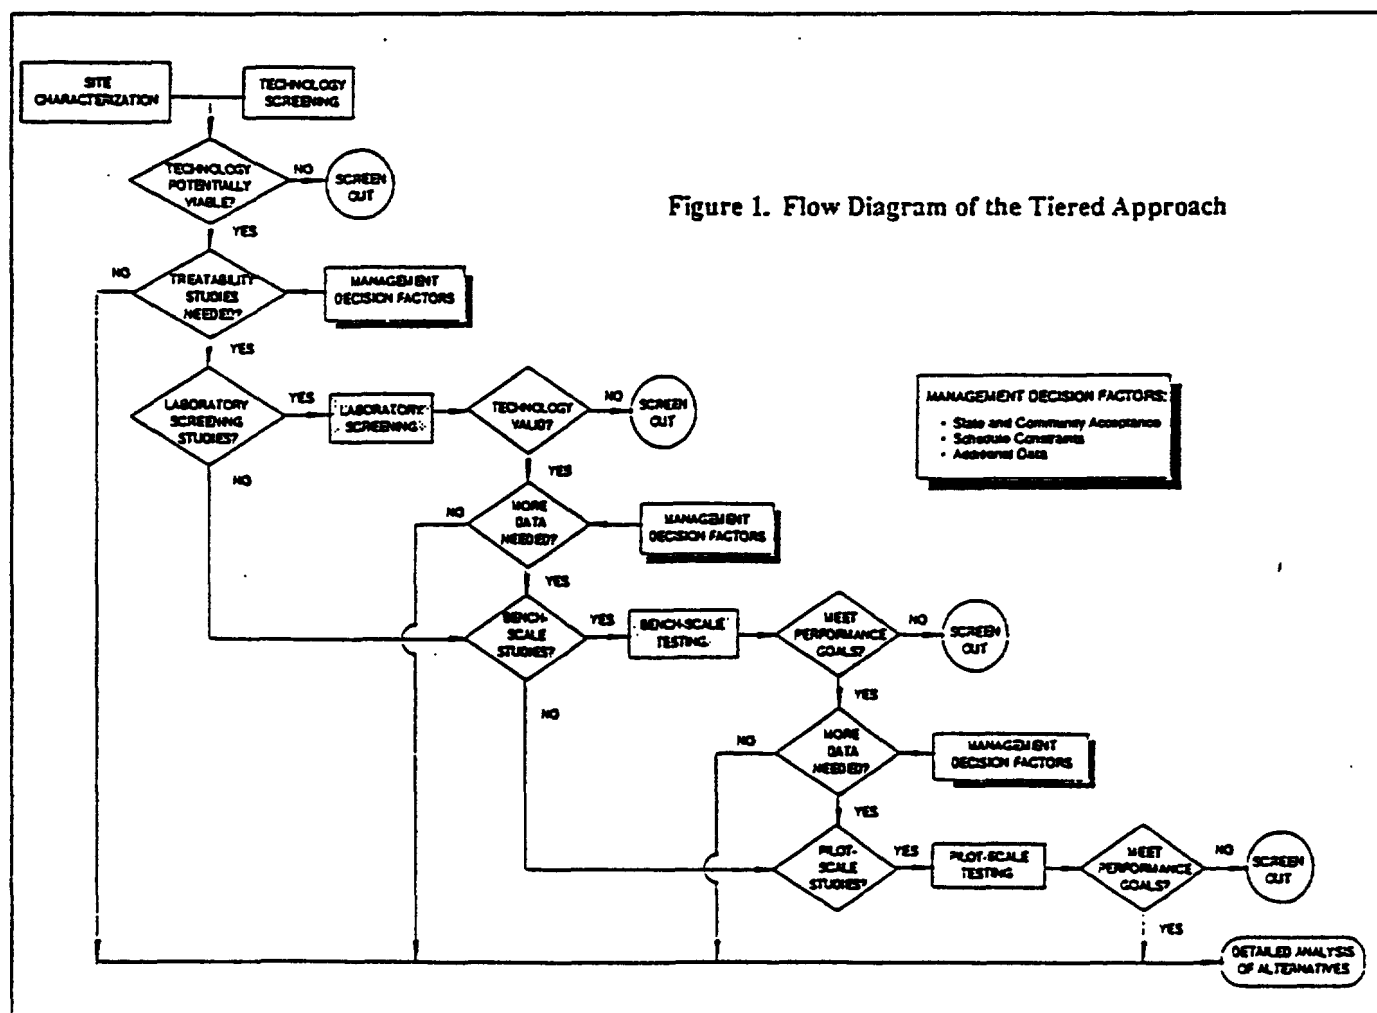 SITE
CHARACTERIZATION
TECHNOLOGY
SCREENING
TECHNOLOGY
POTENTIALLY
VIABLE?
NO
SCREEN
OUT
YES
Figure 1. Flow Diagram of the Tiered Approach
NO
TREATABILITY
STUDIES
NEEDED?
MANAGEMENT
DECISION FACTORS
YES
LABORATORY
SCREENING
STUDIES?
YES
LABORATORY
SCREENING
TECHNOLOGY
VALID?
NO
SCREEN
OUT
MANAGEMENT DECISION FACTORS:
• State and Community Acceptance
• Schedule Constraints
• Additional Data
NO
YES
NO
MORE
DATA
NEEDED?
MANAGEMENT
DECISION FACTORS
YES
BENCH-
SCALE
STUDIES?
YES
BENCH-SCALE
TESTING
MEET
PERFORMANCE
GOALS?
NO
SCREEN
OUT
NO
YES
NO
MORE
DATA
NEEDED?
MANAGEMENT
DECISION FACTORS
YES
PILOT-
SCALE
STUDIES?
YES
PILOT-SCALE
TESTING
MEET
PERFORMANCE
GOALS?
NO
SCREEN
OUT
YES
DETAILED ANALYSIS
OF ALTERNATIVES